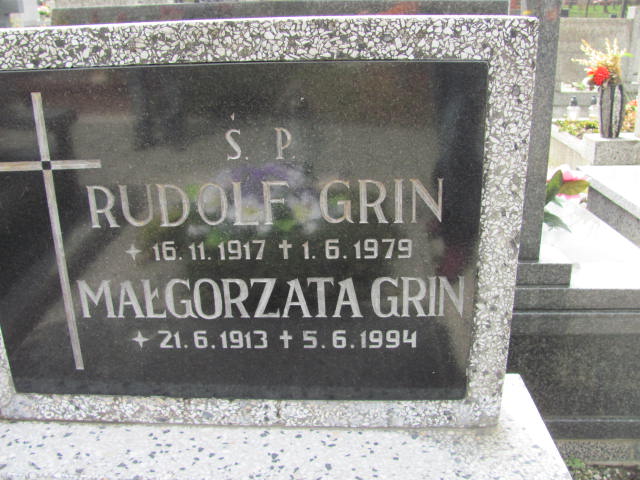 Ś. P.
RUDOLF GRIN
16.11.1917 † 1.6.1979
MAŁGORZATA GRIN
21.6.1913 † 5.6.1994